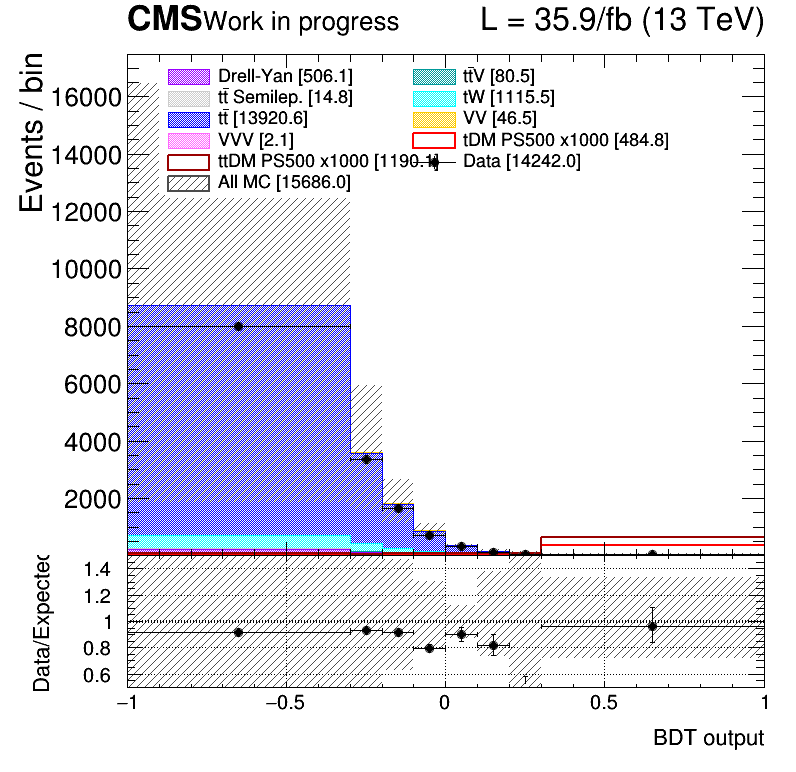 CMS Work in progress L = 35.9/fb (13 TeV)
Events / bin
Drell-Yan [506.1] tt̄V [80.5]
tt̄ Semilep. [14.8] tW [1115.5]
tt̄ [13920.6] VV [46.5]
VVV [2.1] tDM PS500 x1000 [484.8]
ttDM PS500 x1000 [1190.1] Data [14242.0]
All MC [15686.0]
16000
14000
12000
10000
8000
6000
4000
2000
Data/Expected
1.4
1.2
1
0.8
0.6
−1 −0.5 0 0.5 1
BDT output